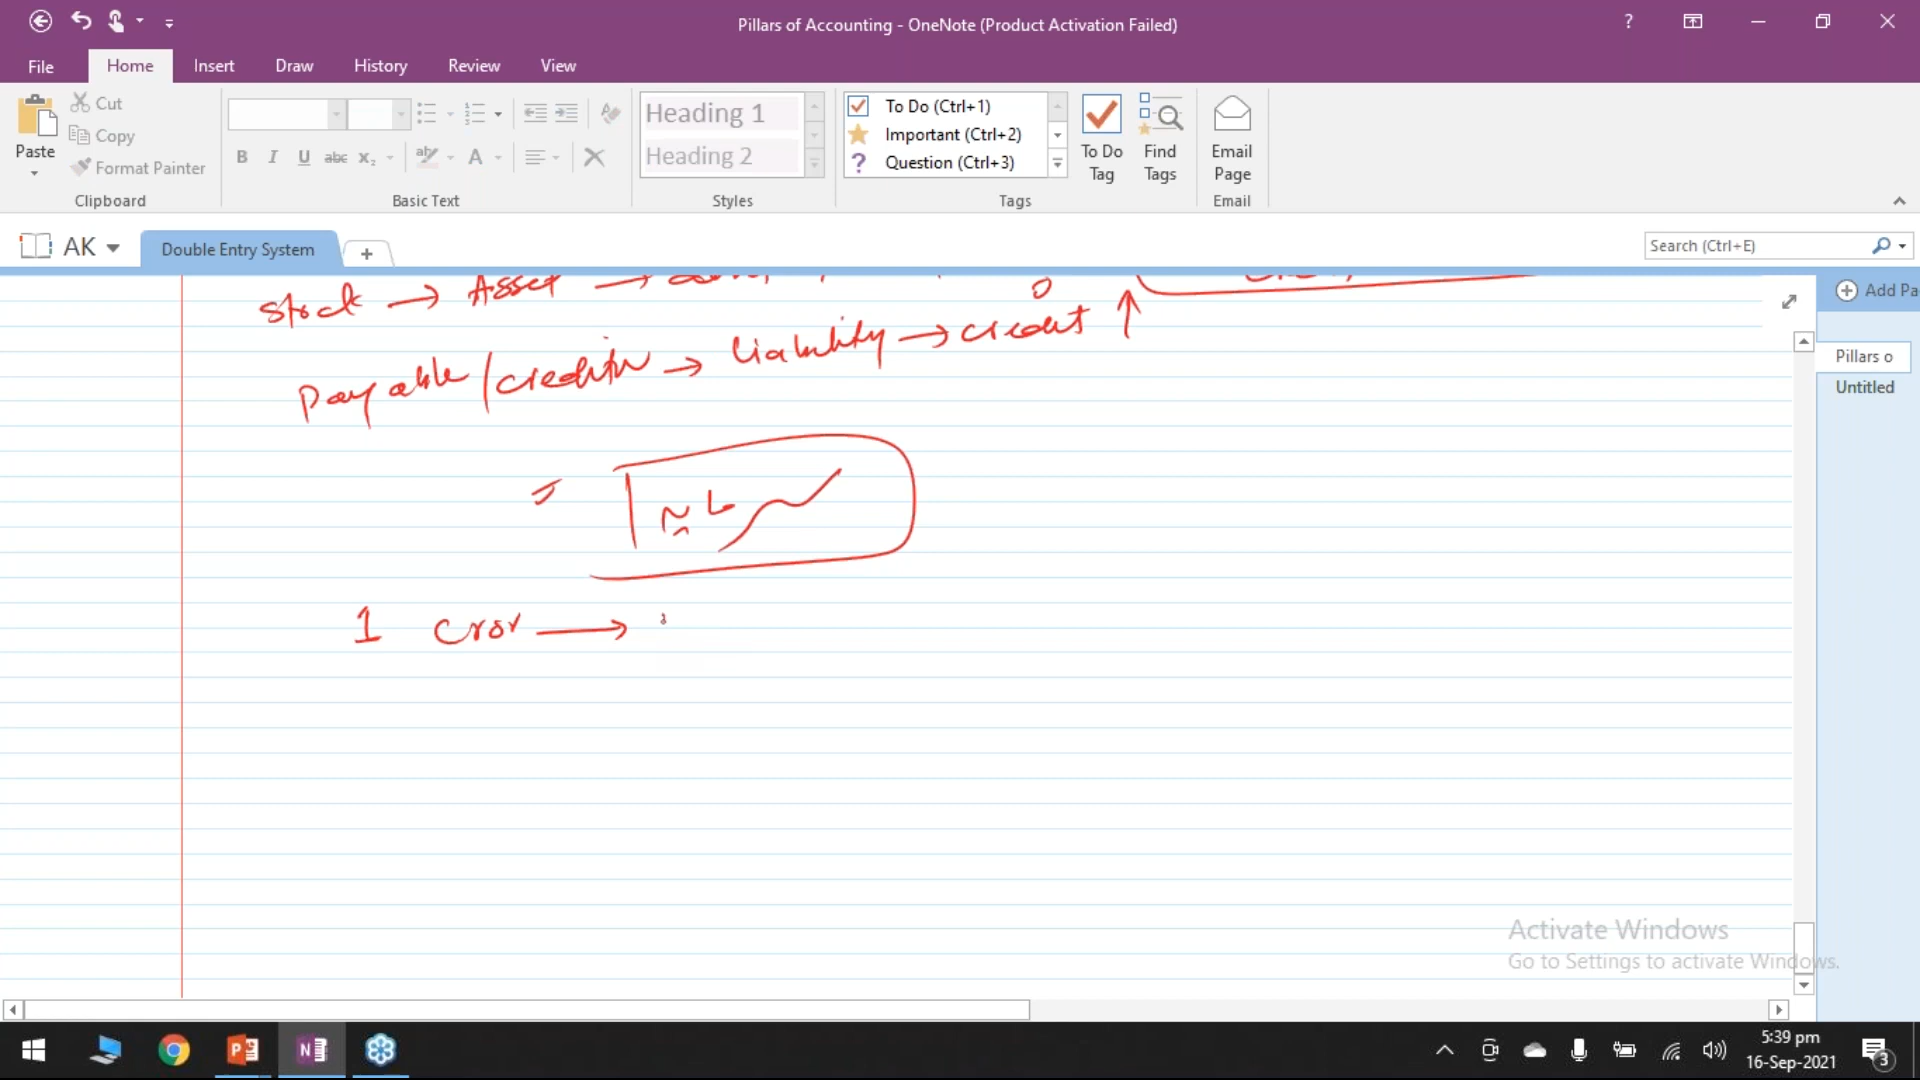 Pillars of Accounting - OneNote (Product Activation Failed)
?
File Home Insert Draw History Review View
Paste
Cut
Copy
Format Painter
Clipboard
B I U abc X₂ aby A
Basic Text
Heading 1
Heading 2
Styles
To Do (Ctrl+1)
Important (Ctrl+2)
? Question (Ctrl+3)
To Do
Tag
Find
Tags
Tags
Email
Page
Email
AK
Double Entry System
+
Search (Ctrl+E)
Add Pa
Pillars o
Untitled
Stock → Asset →
Payable/creditor → Liability → credit ↑
=
1 Cror →
Activate Windows
Go to Settings to activate Windows.
P N
5:39 pm
16-Sep-2021
3